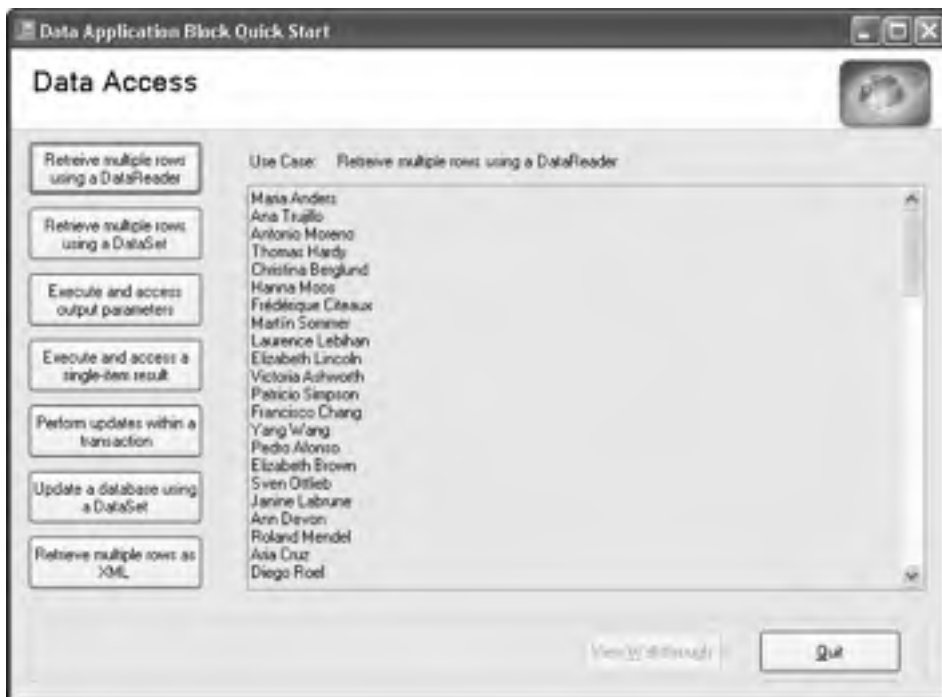 Data Application Block Quick Start
Data Access
Retreive multiple rows
using a DataReader
Retrieve multiple rows
using a DataSet
Execute and access
output parameters
Execute and access a
single-item result
Perform updates within a
transaction
Update a database using
a DataSet
Retrieve multiple rows as
XML
Use Case: Retreive multiple rows using a DataReader
Maria Anders
Ana Trujillo
Antonio Moreno
Thomas Hardy
Christina Berglund
Hanna Moos
Frédérique Citeaux
Martín Sommer
Laurence Lebihan
Elizabeth Lincoln
Victoria Ashworth
Patricio Simpson
Francisco Chang
Yang Wang
Pedro Afonso
Elizabeth Brown
Sven Ottlieb
Janine Labrune
Ann Devon
Roland Mendel
Aria Cruz
Diego Roel
View Walkthrough
Quit